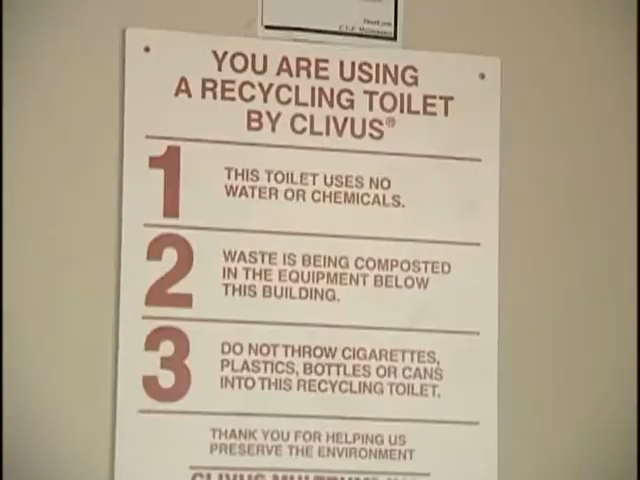 YOU ARE USING
A RECYCLING TOILET
BY CLIVUS®
1
THIS TOILET USES NO
WATER OR CHEMICALS.
2
WASTE IS BEING COMPOSTED
IN THE EQUIPMENT BELOW
THIS BUILDING.
3
DO NOT THROW CIGARETTES,
PLASTICS, BOTTLES OR CANS
INTO THIS RECYCLING TOILET.
THANK YOU FOR HELPING US
PRESERVE THE ENVIRONMENT
CLIVUS